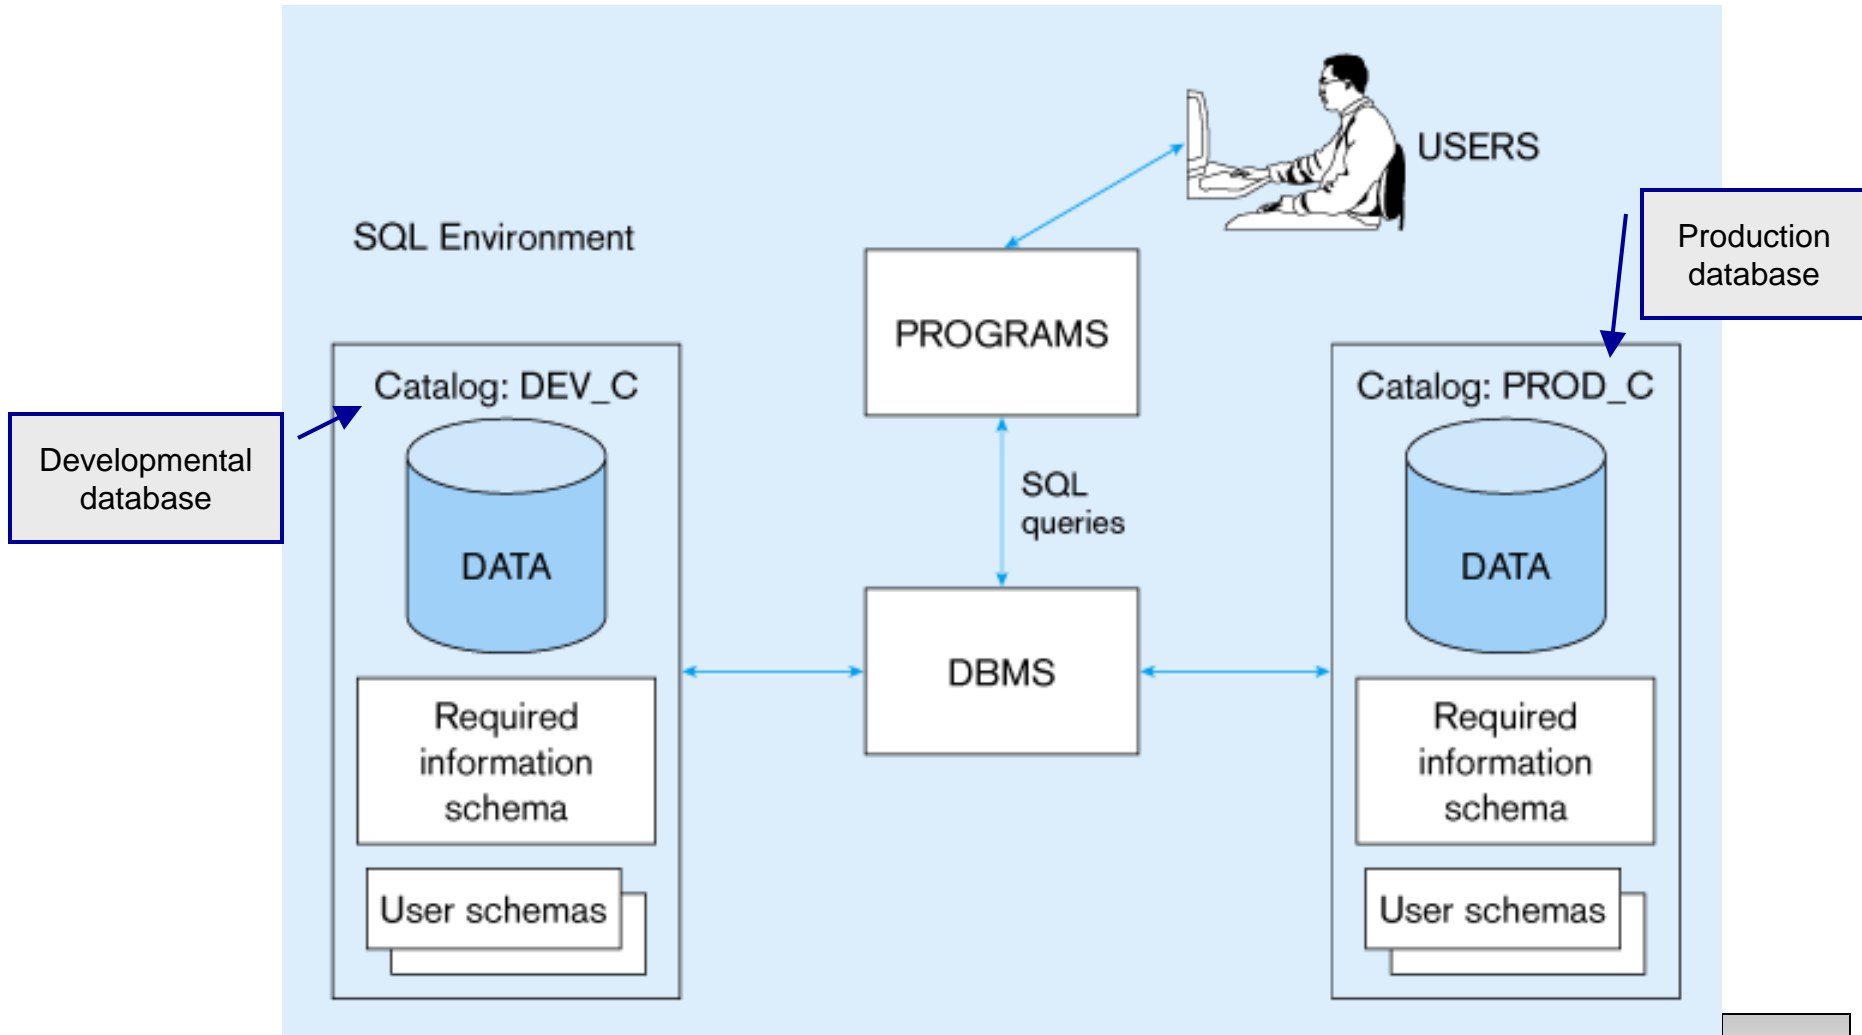 USERS
SQL Environment
Production
database
PROGRAMS
Catalog: DEV_C
Catalog: PROD_C
Developmental
database
SQL
queries
DATA
DATA
DBMS
Required
information
schema
Required
information
schema
User schemas
User schemas